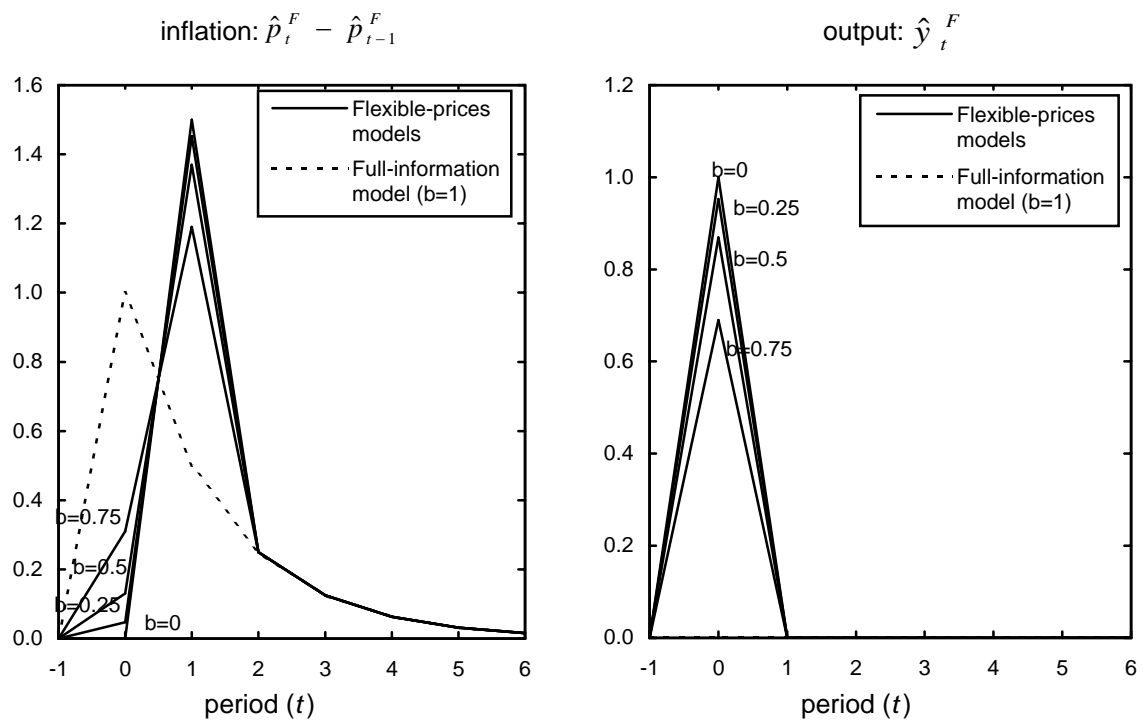 inflation: p̂ₜᶠ − p̂ₜ₋₁ᶠ
1.6
1.4
1.2
1.0
0.8
0.6
0.4
0.2
0.0
Flexible-prices
models
Full-information
model (b=1)
b=0.75
b=0.5
b=0.25
b=0
-1 0 1 2 3 4 5 6
period (t)
output: ŷₜᶠ
1.2
1.0
0.8
0.6
0.4
0.2
0.0
Flexible-prices
models
Full-information
model (b=1)
b=0
b=0.25
b=0.5
b=0.75
-1 0 1 2 3 4 5 6
period (t)